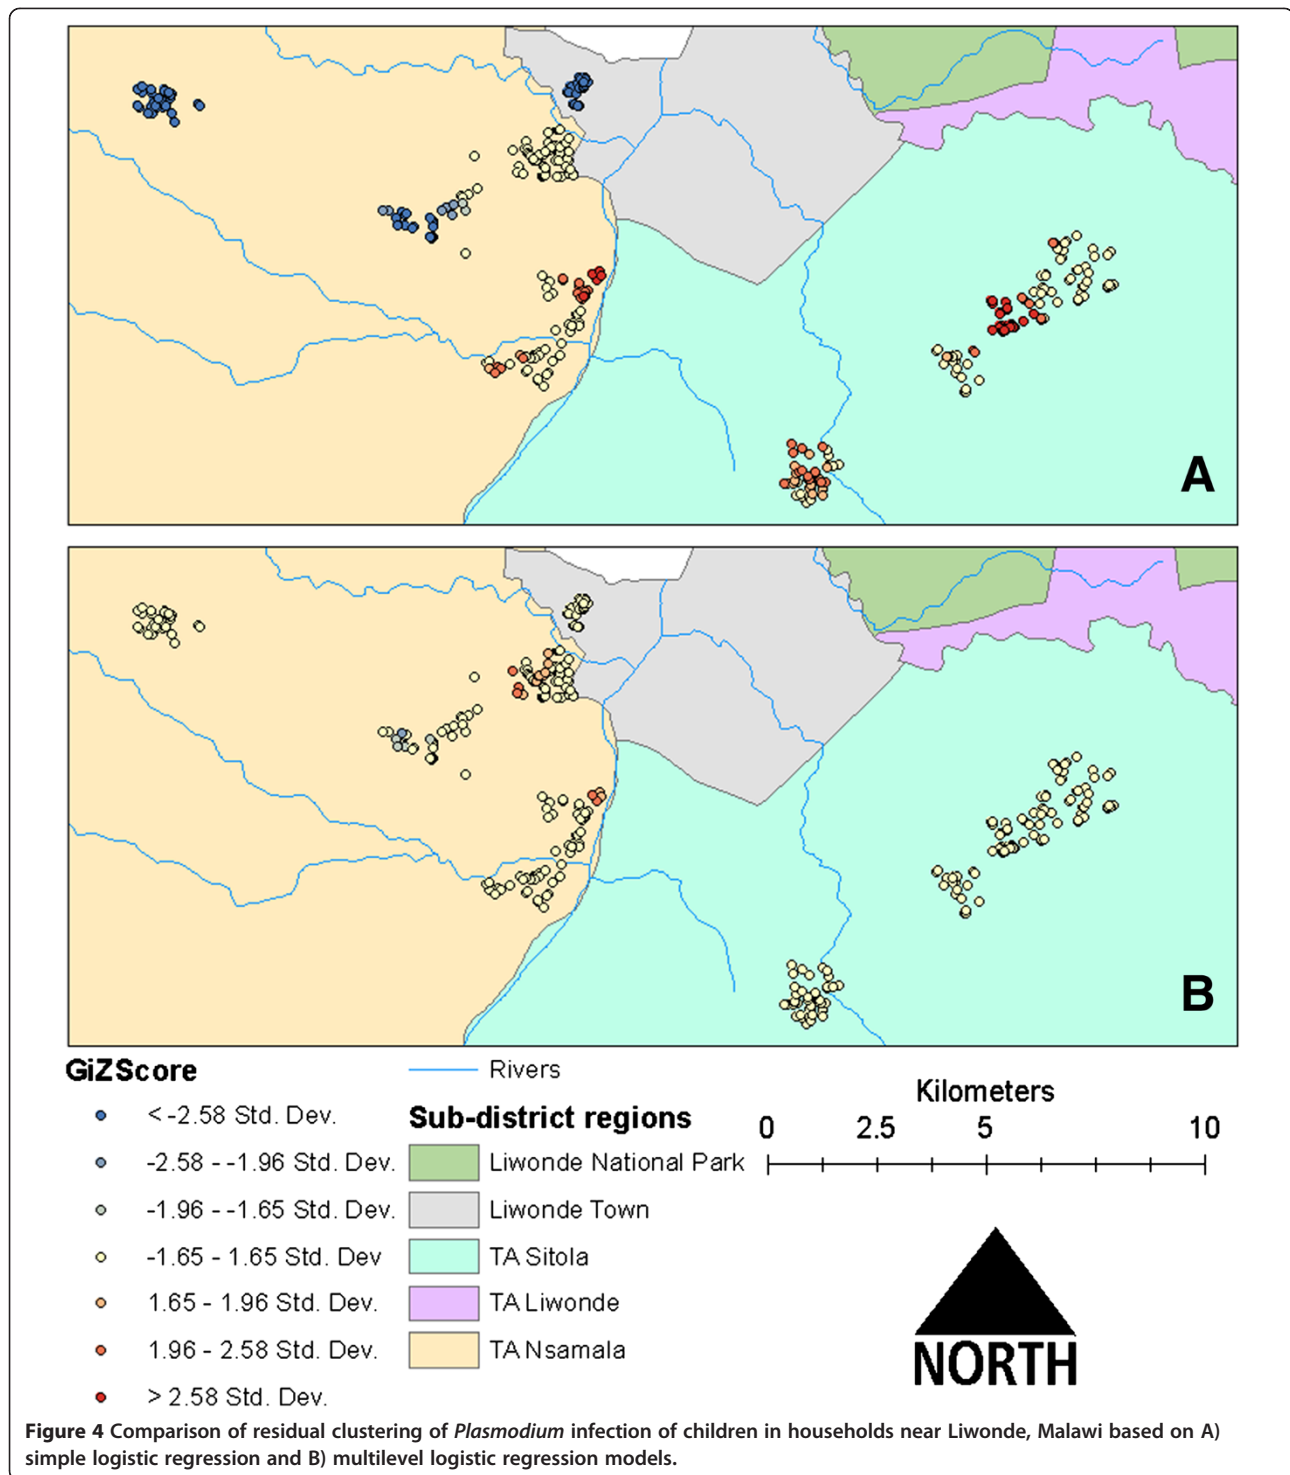 A
B
GiZScore
< -2.58 Std. Dev.
-2.58 - -1.96 Std. Dev.
-1.96 - -1.65 Std. Dev.
-1.65 - 1.65 Std. Dev
1.65 - 1.96 Std. Dev.
1.96 - 2.58 Std. Dev.
> 2.58 Std. Dev.
Rivers
Sub-district regions
Liwonde National Park
Liwonde Town
TA Sitola
TA Liwonde
TA Nsamala
Kilometers
0 2.5 5 10
NORTH
Figure 4 Comparison of residual clustering of Plasmodium infection of children in households near Liwonde, Malawi based on A)
simple logistic regression and B) multilevel logistic regression models.